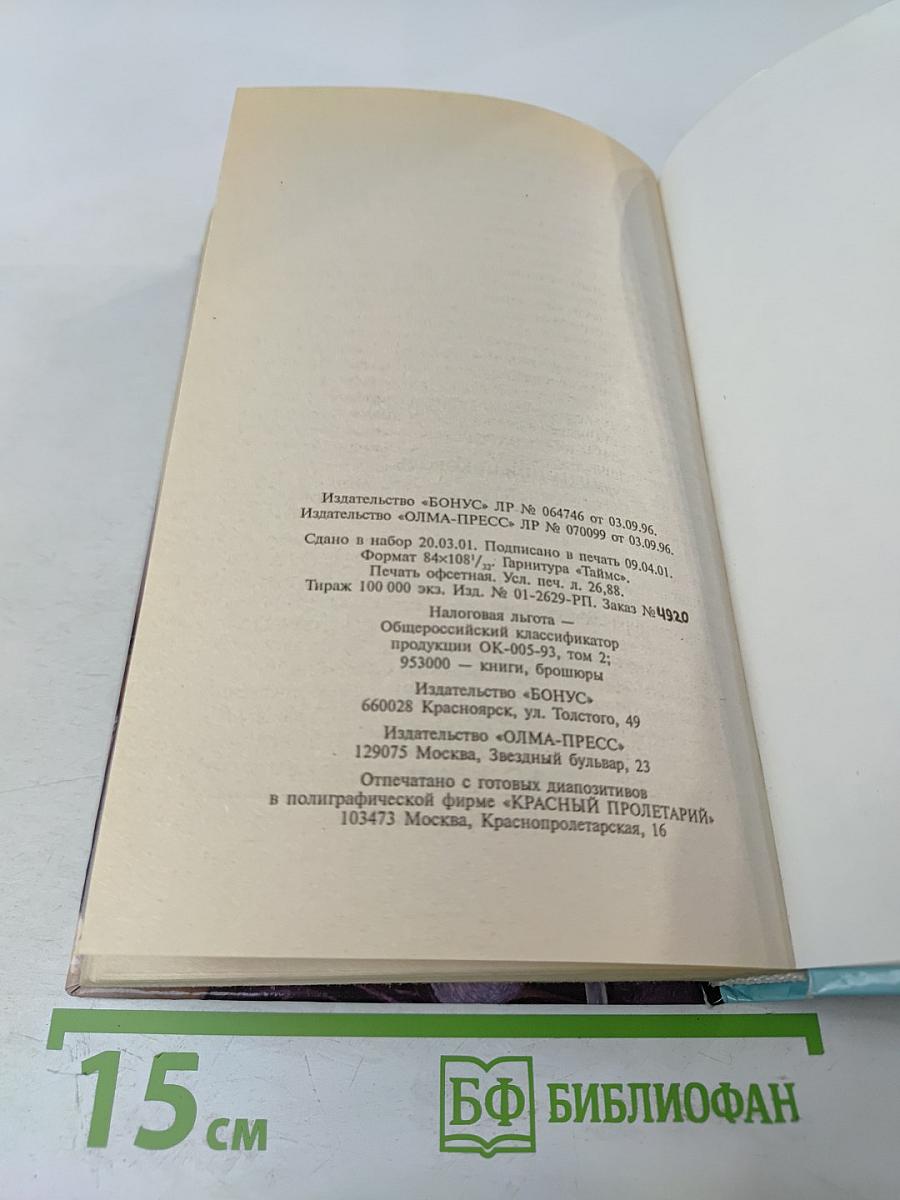 Издательство «БОНУС» ЛР № 064746 от 03.09.96.
Издательство «ОЛМА-ПРЕСС» ЛР № 070099 от 03.09.96.
Сдано в набор 20.03.01. Подписано в печать 09.04.01.
Формат 84×108¹/₃₂. Гарнитура «Таймс».
Печать офсетная. Усл. печ. л. 26,88.
Тираж 100 000 экз. Изд. № 01-2629-РП. Заказ №4920
Налоговая льгота —
Общероссийский классификатор
продукции ОК-005-93, том 2;
953000 — книги, брошюры
Издательство «БОНУС»
660028 Красноярск, ул. Толстого, 49
Издательство «ОЛМА-ПРЕСС»
129075 Москва, Звездный бульвар, 23
Отпечатано с готовых диапозитивов
в полиграфической фирме «КРАСНЫЙ ПРОЛЕТАРИЙ»
103473 Москва, Краснопролетарская, 16
15 см
БФ БИБЛИОФАН